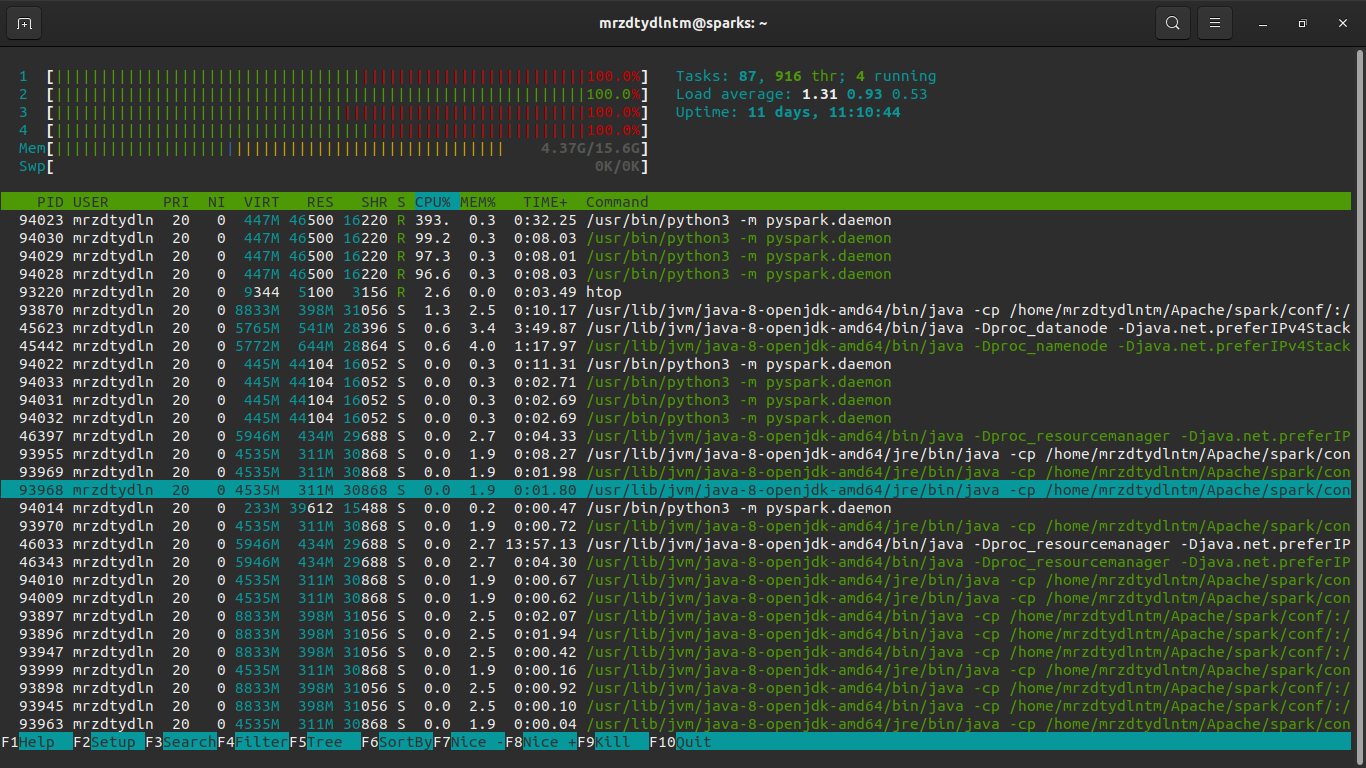 mrzdtydlntm@sparks: ~
1 [||||||||||||||||||||||||||||||||||||||||||||||||||||||||||||100.0%] Tasks: 87, 916 thr; 4 running
2 [||||||||||||||||||||||||||||||||||||||||||||||||||||||||||||100.0%] Load average: 1.31 0.93 0.53
3 [||||||||||||||||||||||||||||||||||||||||||||||||||||||||||||100.0%] Uptime: 11 days, 11:10:44
4 [||||||||||||||||||||||||||||||||||||||||||||||||||||||||||||100.0%]
Mem[||||||||||||||||||||||||||||||||||||||||||||||||||| 4.37G/15.6G]
Swp[ 0K/0K]
PID USER PRI NI VIRT RES SHR S CPU% MEM% TIME+ Command
94023 mrzdtydln 20 0 447M 46500 16220 R 393. 0.3 0:32.25 /usr/bin/python3 -m pyspark.daemon
94030 mrzdtydln 20 0 447M 46500 16220 R 99.2 0.3 0:08.03 /usr/bin/python3 -m pyspark.daemon
94029 mrzdtydln 20 0 447M 46500 16220 R 97.3 0.3 0:08.01 /usr/bin/python3 -m pyspark.daemon
94028 mrzdtydln 20 0 447M 46500 16220 R 96.6 0.3 0:08.03 /usr/bin/python3 -m pyspark.daemon
93220 mrzdtydln 20 0 9344 5100 3156 R 2.6 0.0 0:03.49 htop
93870 mrzdtydln 20 0 8833M 398M 31056 S 1.3 2.5 0:10.17 /usr/lib/jvm/java-8-openjdk-amd64/bin/java -cp /home/mrzdtydlntm/Apache/spark/conf/:/
45623 mrzdtydln 20 0 5765M 541M 28396 S 0.6 3.4 3:49.87 /usr/lib/jvm/java-8-openjdk-amd64/bin/java -Dproc_datanode -Djava.net.preferIPv4Stack
45442 mrzdtydln 20 0 5772M 644M 28864 S 0.6 4.0 1:17.97 /usr/lib/jvm/java-8-openjdk-amd64/bin/java -Dproc_namenode -Djava.net.preferIPv4Stack
94022 mrzdtydln 20 0 445M 44104 16052 S 0.0 0.3 0:11.31 /usr/bin/python3 -m pyspark.daemon
94033 mrzdtydln 20 0 445M 44104 16052 S 0.0 0.3 0:02.71 /usr/bin/python3 -m pyspark.daemon
94031 mrzdtydln 20 0 445M 44104 16052 S 0.0 0.3 0:02.69 /usr/bin/python3 -m pyspark.daemon
94032 mrzdtydln 20 0 445M 44104 16052 S 0.0 0.3 0:02.69 /usr/bin/python3 -m pyspark.daemon
46397 mrzdtydln 20 0 5946M 434M 29688 S 0.0 2.7 0:04.33 /usr/lib/jvm/java-8-openjdk-amd64/bin/java -Dproc_resourcemanager -Djava.net.preferIP
93955 mrzdtydln 20 0 4535M 311M 30868 S 0.0 1.9 0:08.27 /usr/lib/jvm/java-8-openjdk-amd64/jre/bin/java -cp /home/mrzdtydlntm/Apache/spark/con
93969 mrzdtydln 20 0 4535M 311M 30868 S 0.0 1.9 0:01.98 /usr/lib/jvm/java-8-openjdk-amd64/jre/bin/java -cp /home/mrzdtydlntm/Apache/spark/con
93968 mrzdtydln 20 0 4535M 311M 30868 S 0.0 1.9 0:01.80 /usr/lib/jvm/java-8-openjdk-amd64/jre/bin/java -cp /home/mrzdtydlntm/Apache/spark/con
94014 mrzdtydln 20 0 233M 39612 15488 S 0.0 0.2 0:00.47 /usr/bin/python3 -m pyspark.daemon
93970 mrzdtydln 20 0 4535M 311M 30868 S 0.0 1.9 0:00.72 /usr/lib/jvm/java-8-openjdk-amd64/jre/bin/java -cp /home/mrzdtydlntm/Apache/spark/con
46033 mrzdtydln 20 0 5946M 434M 29688 S 0.0 2.7 13:57.13 /usr/lib/jvm/java-8-openjdk-amd64/bin/java -Dproc_resourcemanager -Djava.net.preferIP
46343 mrzdtydln 20 0 5946M 434M 29688 S 0.0 2.7 0:04.30 /usr/lib/jvm/java-8-openjdk-amd64/bin/java -Dproc_resourcemanager -Djava.net.preferIP
94010 mrzdtydln 20 0 4535M 311M 30868 S 0.0 1.9 0:00.67 /usr/lib/jvm/java-8-openjdk-amd64/jre/bin/java -cp /home/mrzdtydlntm/Apache/spark/con
94009 mrzdtydln 20 0 4535M 311M 30868 S 0.0 1.9 0:00.62 /usr/lib/jvm/java-8-openjdk-amd64/jre/bin/java -cp /home/mrzdtydlntm/Apache/spark/con
93897 mrzdtydln 20 0 8833M 398M 31056 S 0.0 2.5 0:02.07 /usr/lib/jvm/java-8-openjdk-amd64/bin/java -cp /home/mrzdtydlntm/Apache/spark/conf/:/
93896 mrzdtydln 20 0 8833M 398M 31056 S 0.0 2.5 0:01.94 /usr/lib/jvm/java-8-openjdk-amd64/bin/java -cp /home/mrzdtydlntm/Apache/spark/conf/:/
93947 mrzdtydln 20 0 8833M 398M 31056 S 0.0 2.5 0:00.42 /usr/lib/jvm/java-8-openjdk-amd64/bin/java -cp /home/mrzdtydlntm/Apache/spark/conf/:/
93999 mrzdtydln 20 0 4535M 311M 30868 S 0.0 1.9 0:00.16 /usr/lib/jvm/java-8-openjdk-amd64/jre/bin/java -cp /home/mrzdtydlntm/Apache/spark/con
93898 mrzdtydln 20 0 8833M 398M 31056 S 0.0 2.5 0:00.92 /usr/lib/jvm/java-8-openjdk-amd64/bin/java -cp /home/mrzdtydlntm/Apache/spark/conf/:/
93945 mrzdtydln 20 0 8833M 398M 31056 S 0.0 2.5 0:00.10 /usr/lib/jvm/java-8-openjdk-amd64/bin/java -cp /home/mrzdtydlntm/Apache/spark/conf/:/
93963 mrzdtydln 20 0 4535M 311M 30868 S 0.0 1.9 0:00.04 /usr/lib/jvm/java-8-openjdk-amd64/jre/bin/java -cp /home/mrzdtydlntm/Apache/spark/con
F1Help F2Setup F3SearchF4FilterF5Tree F6SortByF7Nice -F8Nice +F9Kill F10Quit